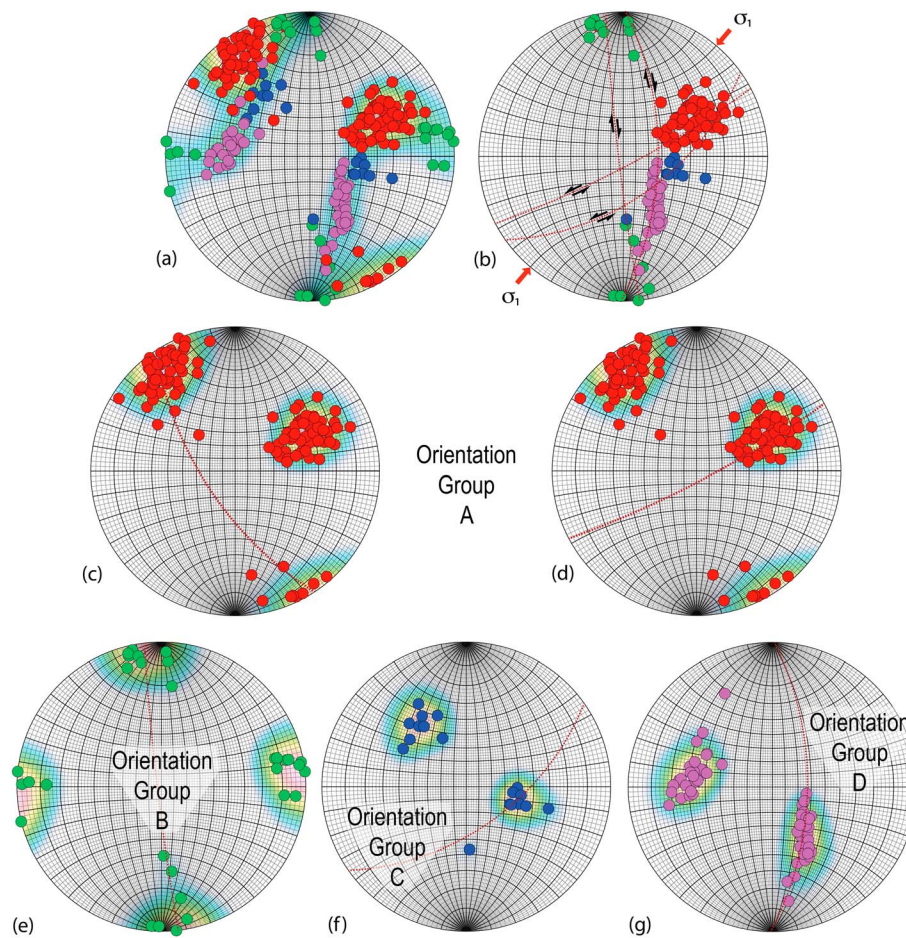 σ₁
(a)
(b)
σ₁
Orientation
Group
A
(c)
(d)
Orientation
Group
B
Orientation
Group
C
Orientation
Group
D
(e)
(f)
(g)